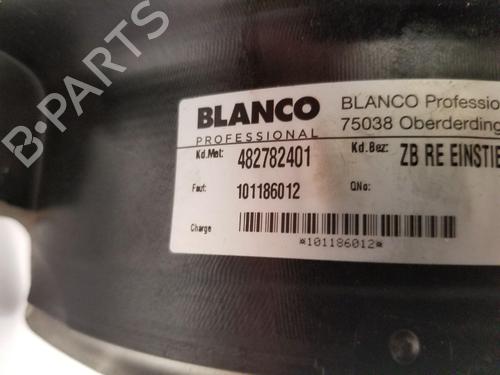 B-PARTS
BLANCO
PROFESSIONAL
BLANCO Professio
75038 Oberderding
Kd.Mat: 482782401
Kd.Bez: ZB RE EINSTIE
Faut: 101186012
QNo:
Charge
*101186012*